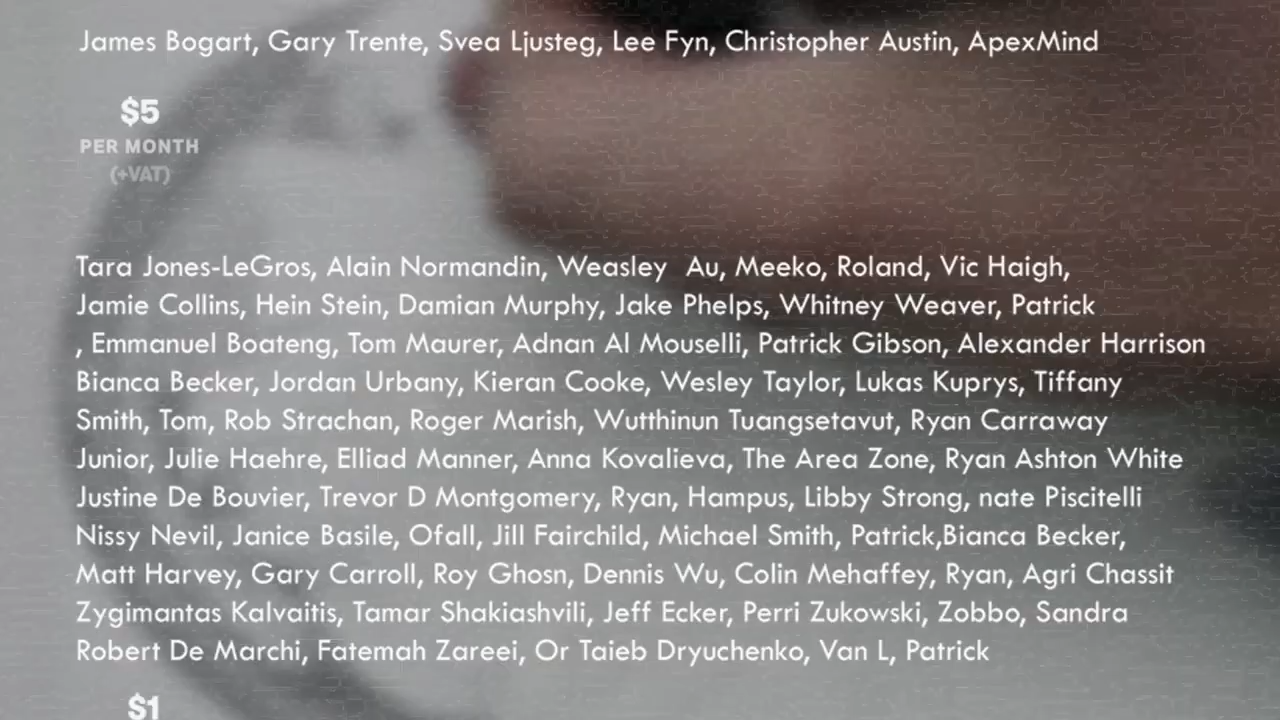 James Bogart, Gary Trente, Svea Ljusteg, Lee Fyn, Christopher Austin, ApexMind
$5
PER MONTH
(+VAT)
Tara Jones-LeGros, Alain Normandin, Weasley  Au, Meeko, Roland, Vic Haigh,
Jamie Collins, Hein Stein, Damian Murphy, Jake Phelps, Whitney Weaver, Patrick
, Emmanuel Boateng, Tom Maurer, Adnan Al Mouselli, Patrick Gibson, Alexander Harrison
Bianca Becker, Jordan Urbany, Kieran Cooke, Wesley Taylor, Lukas Kuprys, Tiffany
Smith, Tom, Rob Strachan, Roger Marish, Wutthinun Tuangsetavut, Ryan Carraway
Junior, Julie Haehre, Elliad Manner, Anna Kovalieva, The Area Zone, Ryan Ashton White
Justine De Bouvier, Trevor D Montgomery, Ryan, Hampus, Libby Strong, nate Piscitelli
Nissy Nevil, Janice Basile, Ofall, Jill Fairchild, Michael Smith, Patrick,Bianca Becker,
Matt Harvey, Gary Carroll, Roy Ghosn, Dennis Wu, Colin Mehaffey, Ryan, Agri Chassit
Zygimantas Kalvaitis, Tamar Shakiashvili, Jeff Ecker, Perri Zukowski, Zobbo, Sandra
Robert De Marchi, Fatemah Zareei, Or Taieb Dryuchenko, Van L, Patrick
$1